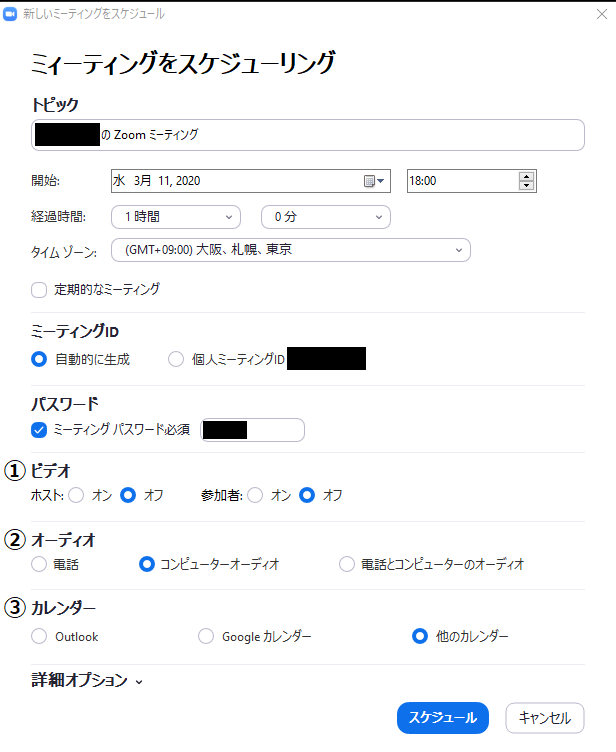 新しいミーティングをスケジュール
ミィーティングをスケジューリング
トピック
の Zoom ミーティング
開始: 水 3月 11, 2020 18:00
経過時間: 1 時間 0 分
タイム ゾーン: (GMT+09:00) 大阪、札幌、東京
定期的なミーティング
ミーティングID
自動的に生成 個人ミーティングID
パスワード
ミーティング パスワード必須
① ビデオ
ホスト: オン オフ 参加者: オン オフ
② オーディオ
電話 コンピューターオーディオ 電話とコンピューターのオーディオ
③ カレンダー
Outlook Google カレンダー 他のカレンダー
詳細オプション
スケジュール キャンセル